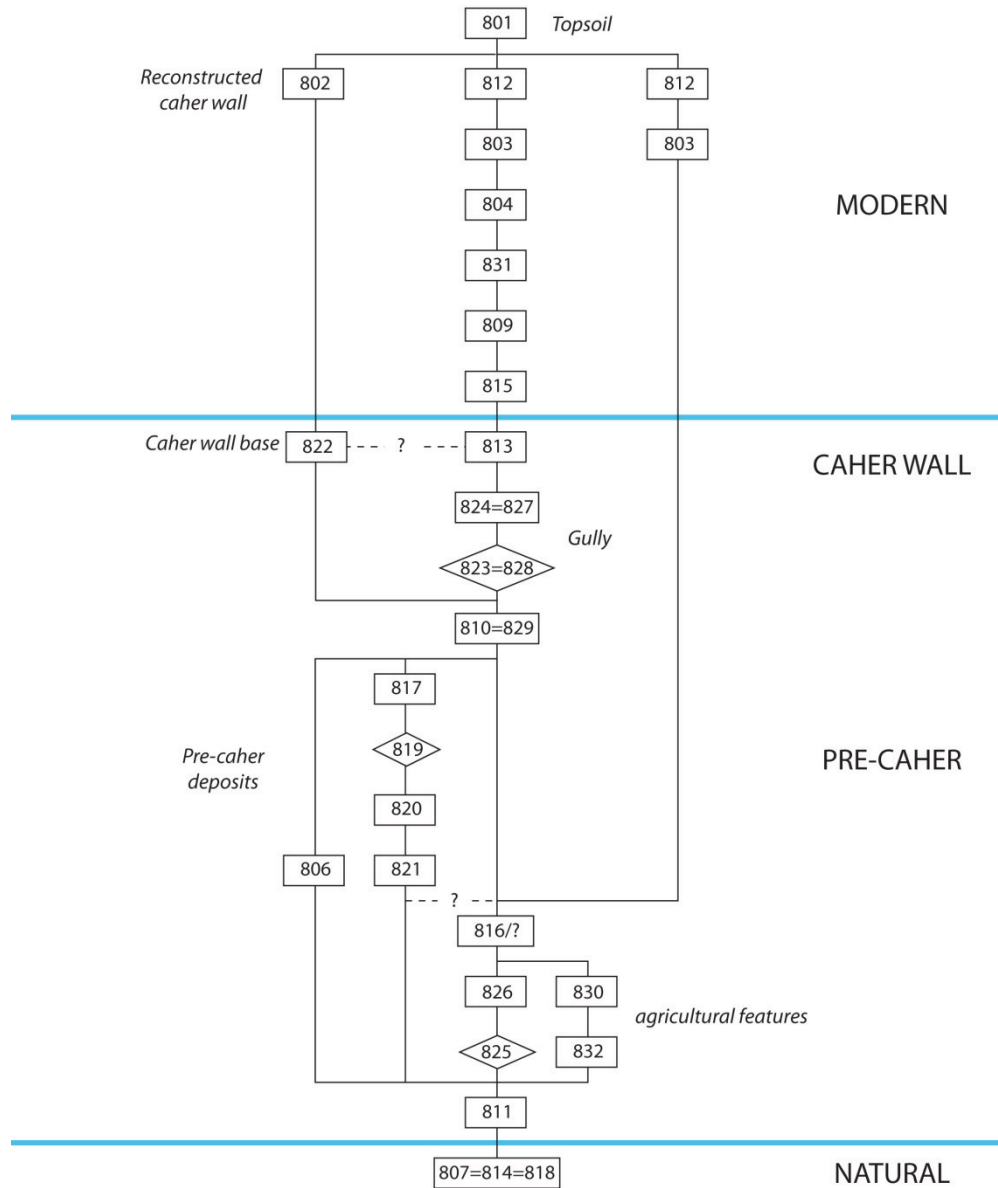 801 Topsoil
Reconstructed
caher wall
802 812 812
803 803
804
MODERN
831
809
815
Caher wall base 822 ? 813
CAHER WALL
824=827
Gully
823=828
810=829
817
819
Pre-caher
deposits
PRE-CAHER
820
806 821
?
816/?
826 830
agricultural features
825 832
811
807=814=818
NATURAL